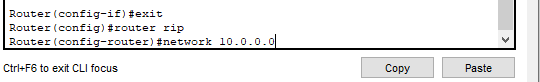 Router(config-if)#exit
Router(config)#router rip
Router(config-router)#network 10.0.0.0
Ctrl+F6 to exit CLI focus
Copy
Paste